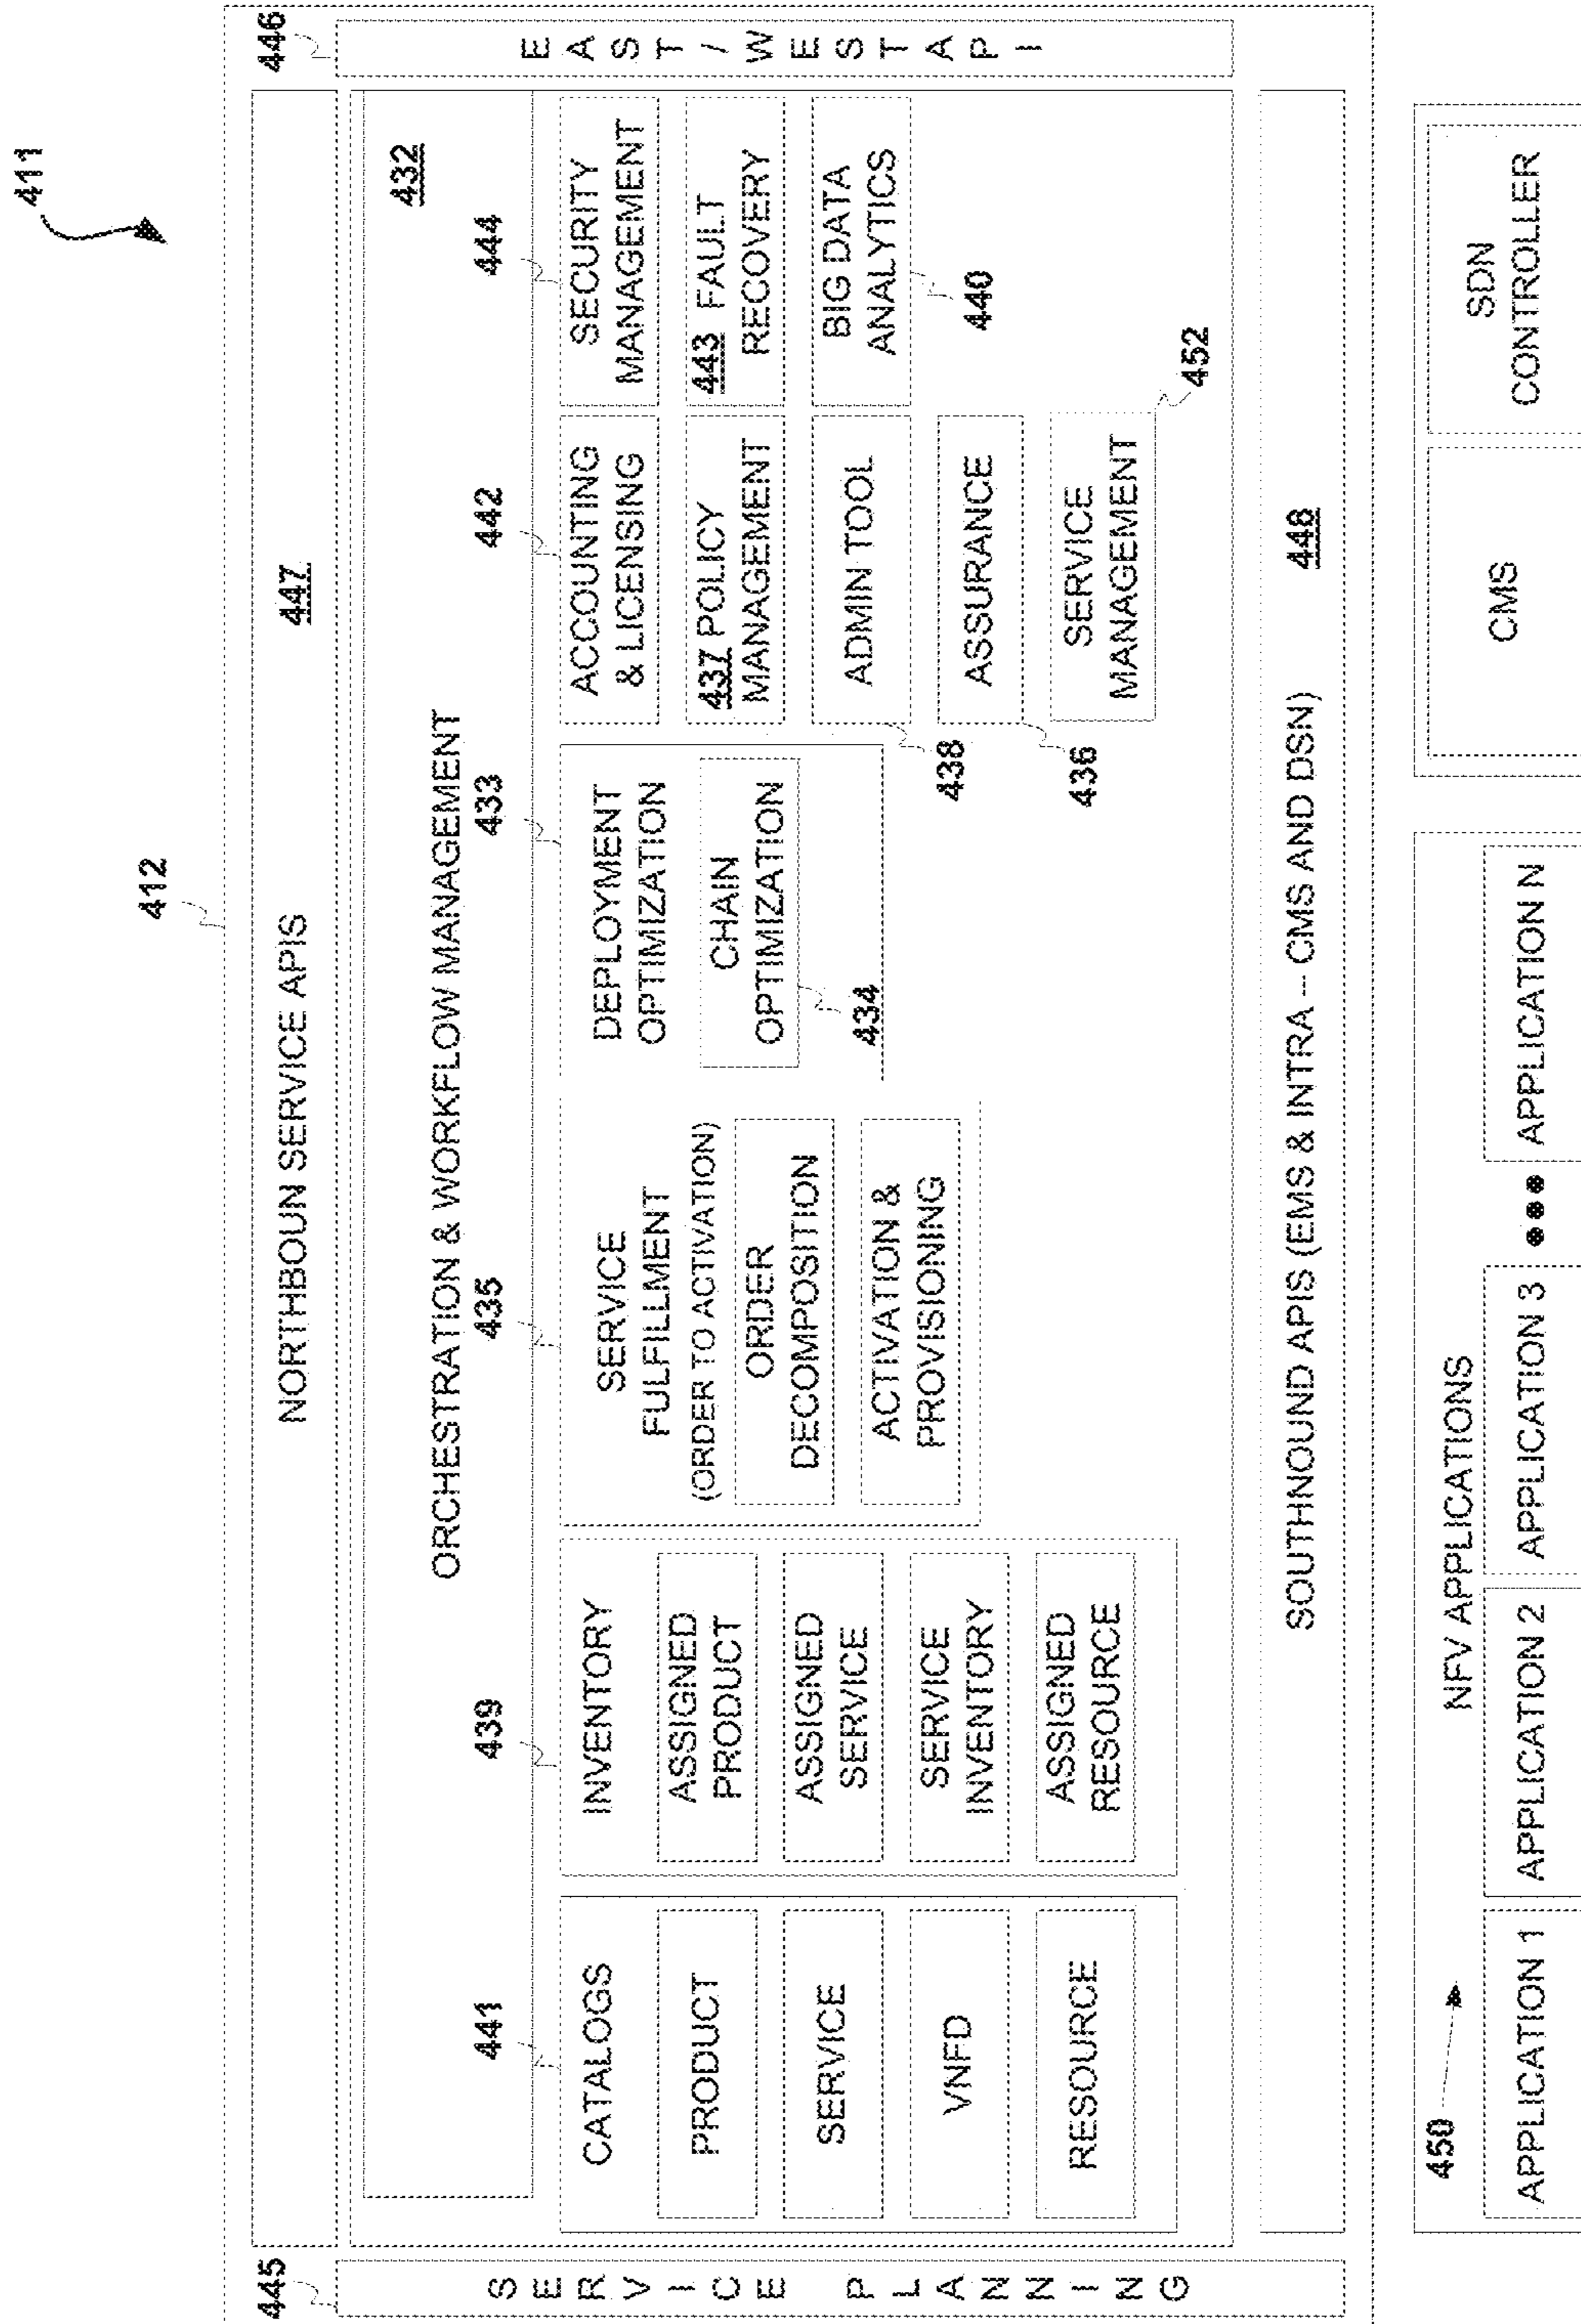 411
412
445
446
NORTHBOUN SERVICE APIS
447
SERVICE PLANNING
EAST/WESTAPI
ORCHESTRATION & WORKFLOW MANAGEMENT
432
441
439
435
433
442
444
CATALOGS
PRODUCT
SERVICE
VNFD
RESOURCE
INVENTORY
ASSIGNED
PRODUCT
ASSIGNED
SERVICE
SERVICE
INVENTORY
ASSIGNED
RESOURCE
SERVICE
FULFILLMENT
(ORDER TO ACTIVATION)
ORDER
DECOMPOSITION
ACTIVATION &
PROVISIONING
DEPLOYMENT
OPTIMIZATION
CHAIN
OPTIMIZATION
434
ACCOUNTING
& LICENSING
437 POLICY
MANAGEMENT
ADMIN TOOL
438
ASSURANCE
436
SERVICE
MANAGEMENT
452
SECURITY
MANAGEMENT
443 FAULT
RECOVERY
BIG DATA
ANALYTICS
440
SOUTHNOUND APIS (EMS & INTRA -- CMS AND DSN)
448
450
NFV APPLICATIONS
APPLICATION 1
APPLICATION 2
APPLICATION 3
APPLICATION N
CMS
SDN
CONTROLLER